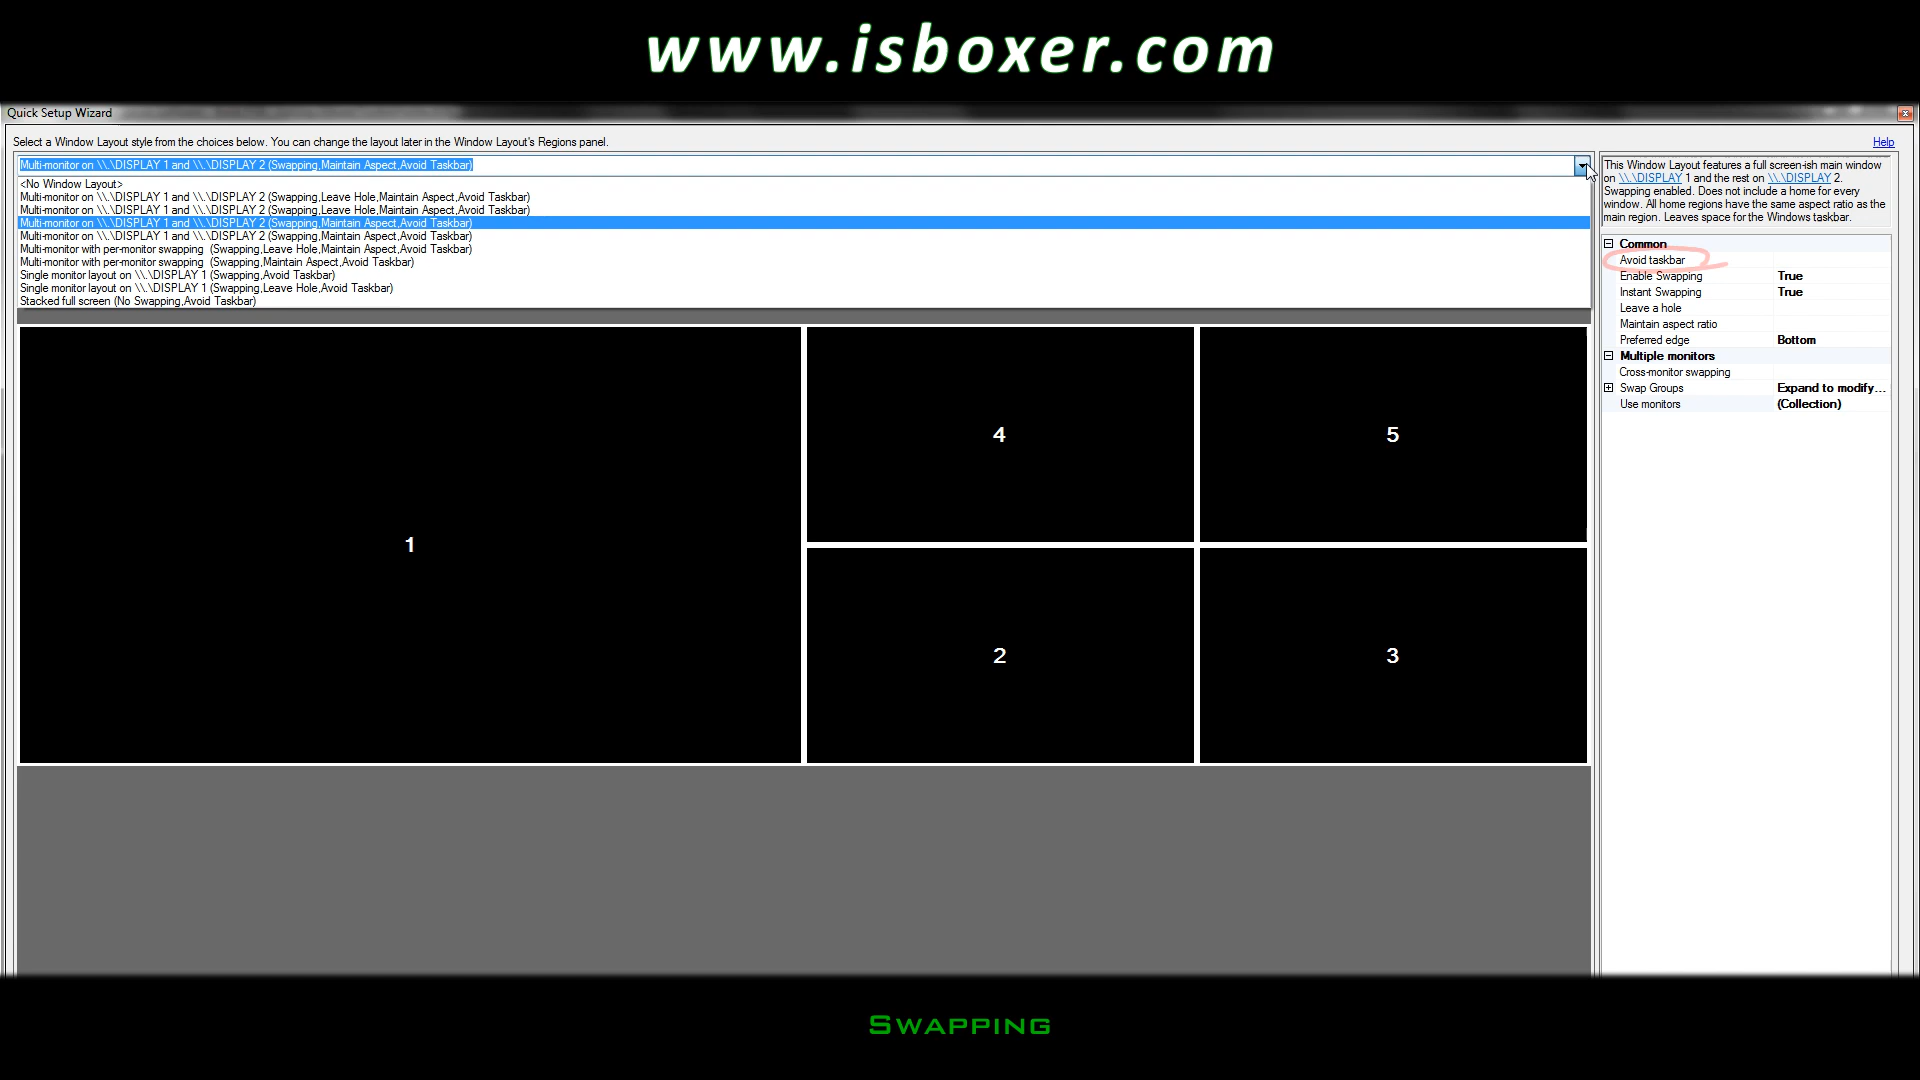 www.isboxer.com
Quick Setup Wizard
Select a Window Layout style from the choices below. You can change the layout later in the Window Layout's Regions panel.
Help
Multi-monitor on \\.\DISPLAY 1 and \\.\DISPLAY 2 (Swapping,Maintain Aspect,Avoid Taskbar)
<No Window Layout>
Multi-monitor on \\.\DISPLAY 1 and \\.\DISPLAY 2 (Swapping,Leave Hole,Maintain Aspect,Avoid Taskbar)
Multi-monitor on \\.\DISPLAY 1 and \\.\DISPLAY 2 (Swapping,Leave Hole,Maintain Aspect,Avoid Taskbar)
Multi-monitor on \\.\DISPLAY 1 and \\.\DISPLAY 2 (Swapping,Maintain Aspect,Avoid Taskbar)
Multi-monitor on \\.\DISPLAY 1 and \\.\DISPLAY 2 (Swapping,Maintain Aspect,Avoid Taskbar)
Multi-monitor with per-monitor swapping (Swapping,Leave Hole,Maintain Aspect,Avoid Taskbar)
Multi-monitor with per-monitor swapping (Swapping,Maintain Aspect,Avoid Taskbar)
Single monitor layout on \\.\DISPLAY 1 (Swapping,Avoid Taskbar)
Single monitor layout on \\.\DISPLAY 1 (Swapping,Leave Hole,Avoid Taskbar)
Stacked full screen (No Swapping,Avoid Taskbar)
1
4
5
2
3
This Window Layout features a full screen-ish main window
on \\.\DISPLAY 1 and the rest on \\.\DISPLAY 2.
Swapping enabled. Does not include a home for every
window. All home regions have the same aspect ratio as the
main region. Leaves space for the Windows taskbar.
Common
Avoid taskbar
Enable Swapping True
Instant Swapping True
Leave a hole
Maintain aspect ratio
Preferred edge Bottom
Multiple monitors
Cross-monitor swapping
Swap Groups Expand to modify...
Use monitors (Collection)
Swapping